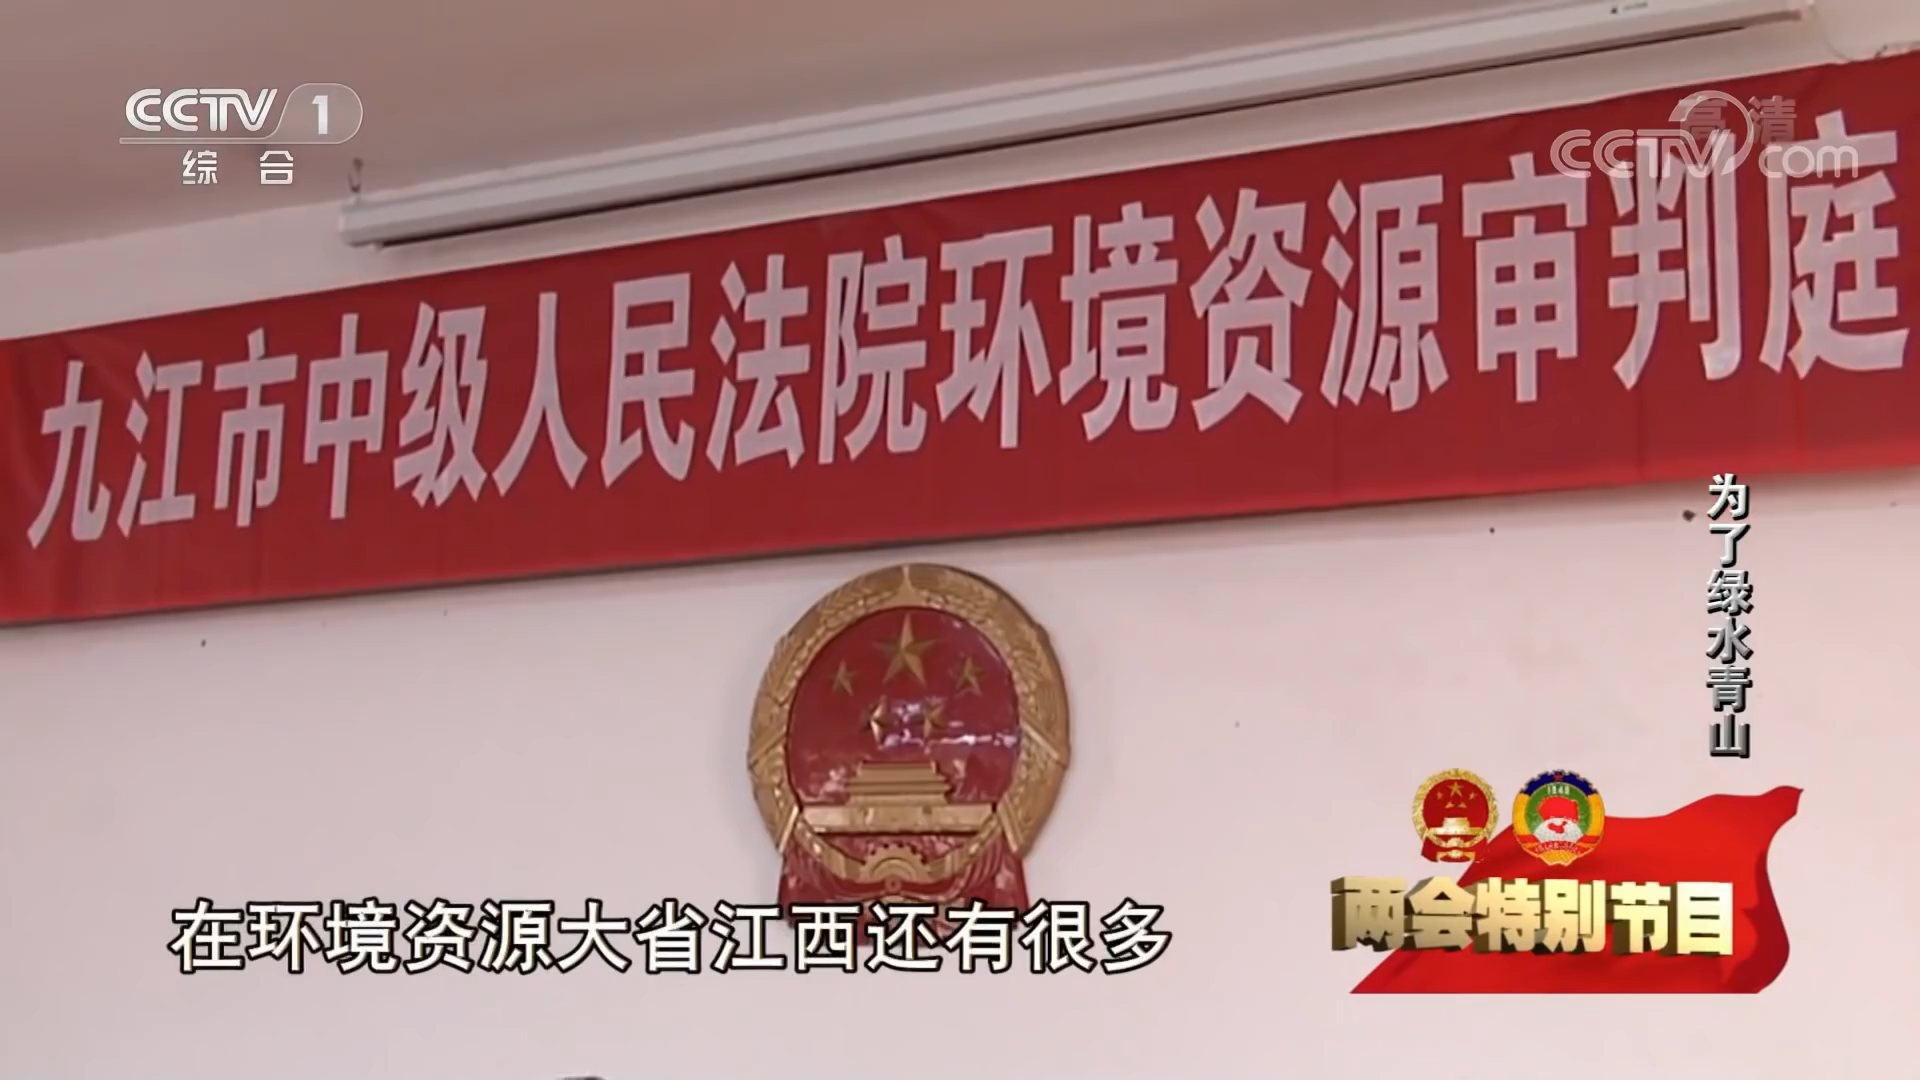 CCTV 1
综合
高清
CCTV.com
九江市中级人民法院环境资源审判庭
为了绿水青山
1949
两会特别节目
在环境资源大省江西还有很多